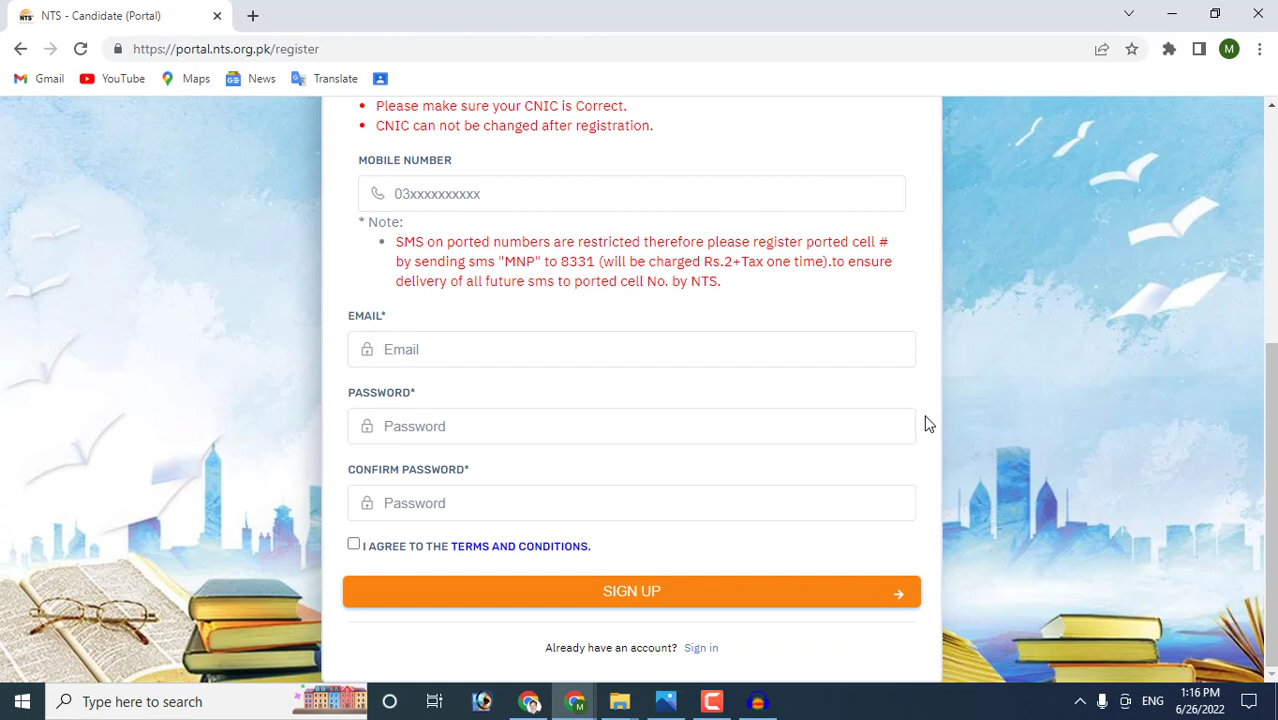 NTS - Candidate (Portal)
https://portal.nts.org.pk/register
M
Gmail
YouTube
Maps
News
Translate
Please make sure your CNIC is Correct.
CNIC can not be changed after registration.
MOBILE NUMBER
03xxxxxxxxxx
* Note:
SMS on ported numbers are restricted therefore please register ported cell #
by sending sms "MNP" to 8331 (will be charged Rs.2+Tax one time).to ensure
delivery of all future sms to ported cell No. by NTS.
EMAIL*
Email
PASSWORD*
Password
CONFIRM PASSWORD*
Password
I AGREE TO THE TERMS AND CONDITIONS.
SIGN UP
Already have an account? Sign in
Type here to search
ENG
1:16 PM
6/26/2022